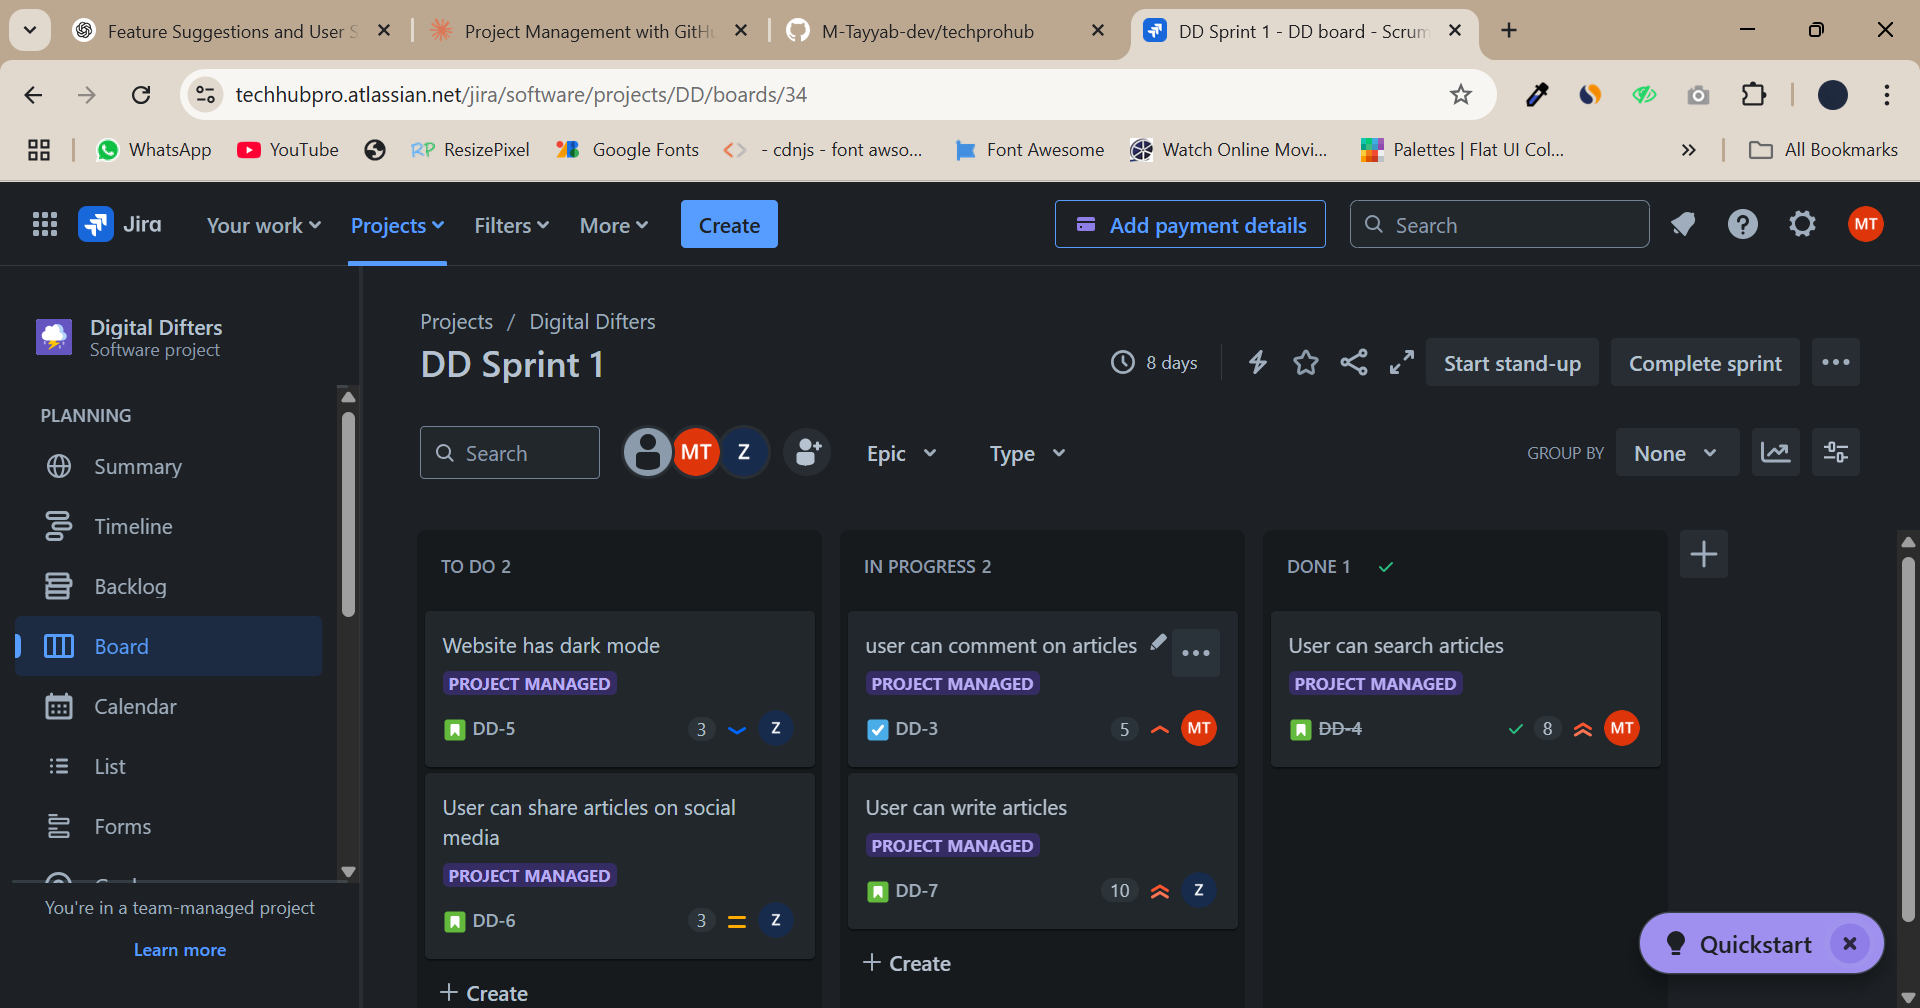 Feature Suggestions and User S
Project Management with GitHu
M-Tayyab-dev/techprohub
DD Sprint 1 - DD board - Scrum
techhubpro.atlassian.net/jira/software/projects/DD/boards/34
WhatsApp
YouTube
RP ResizePixel
Google Fonts
- cdnjs - font awso...
Font Awesome
Watch Online Movi...
Palettes | Flat UI Col...
All Bookmarks
Jira
Your work
Projects
Filters
More
Create
Add payment details
Search
MT
Digital Difters
Software project
PLANNING
Summary
Timeline
Backlog
Board
Calendar
List
Forms
You're in a team-managed project
Learn more
Projects / Digital Difters
DD Sprint 1
8 days
Start stand-up
Complete sprint
Search
MT
Z
Epic
Type
GROUP BY
None
TO DO 2
Website has dark mode
PROJECT MANAGED
DD-5
3
Z
User can share articles on social
media
PROJECT MANAGED
DD-6
3
Z
+ Create
IN PROGRESS 2
user can comment on articles
PROJECT MANAGED
DD-3
5
MT
User can write articles
PROJECT MANAGED
DD-7
10
Z
+ Create
DONE 1
User can search articles
PROJECT MANAGED
DD-4
8
MT
Quickstart